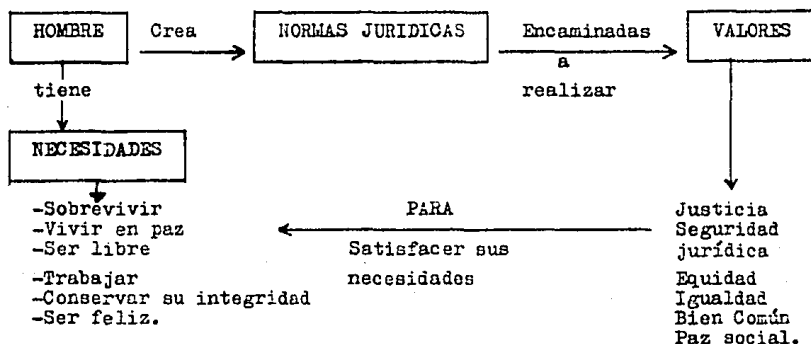 HOMBRE
Crea
NORMAS JURIDICAS
Encaminadas
a
realizar
VALORES
tiene
NECESIDADES
-Sobrevivir
-Vivir en paz
-Ser libre
-Trabajar
-Conservar su integridad
-Ser feliz.
PARA
Satisfacer sus
necesidades
Justicia
Seguridad
jurídica
Equidad
Igualdad
Bien Común
Paz social.